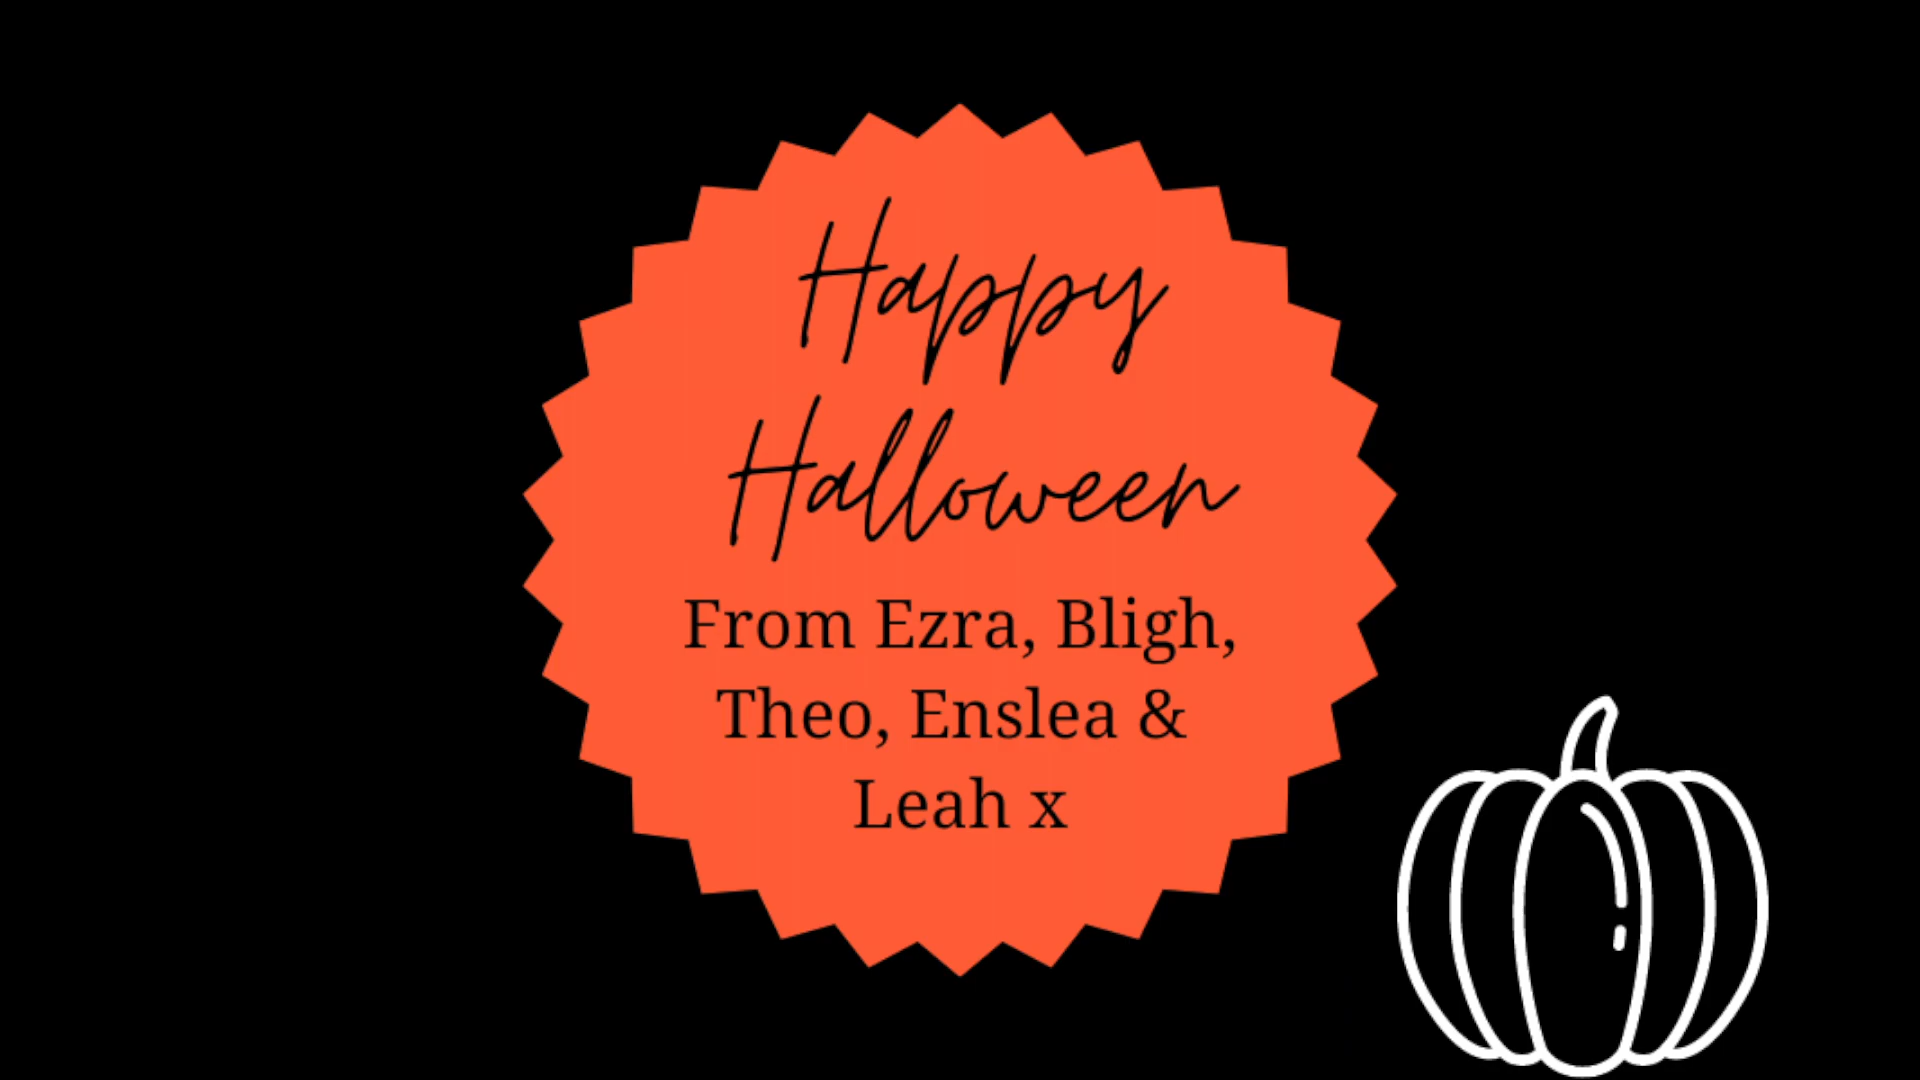 Happy
Halloween
From Ezra, Bligh,
Theo, Enslea &
Leah x